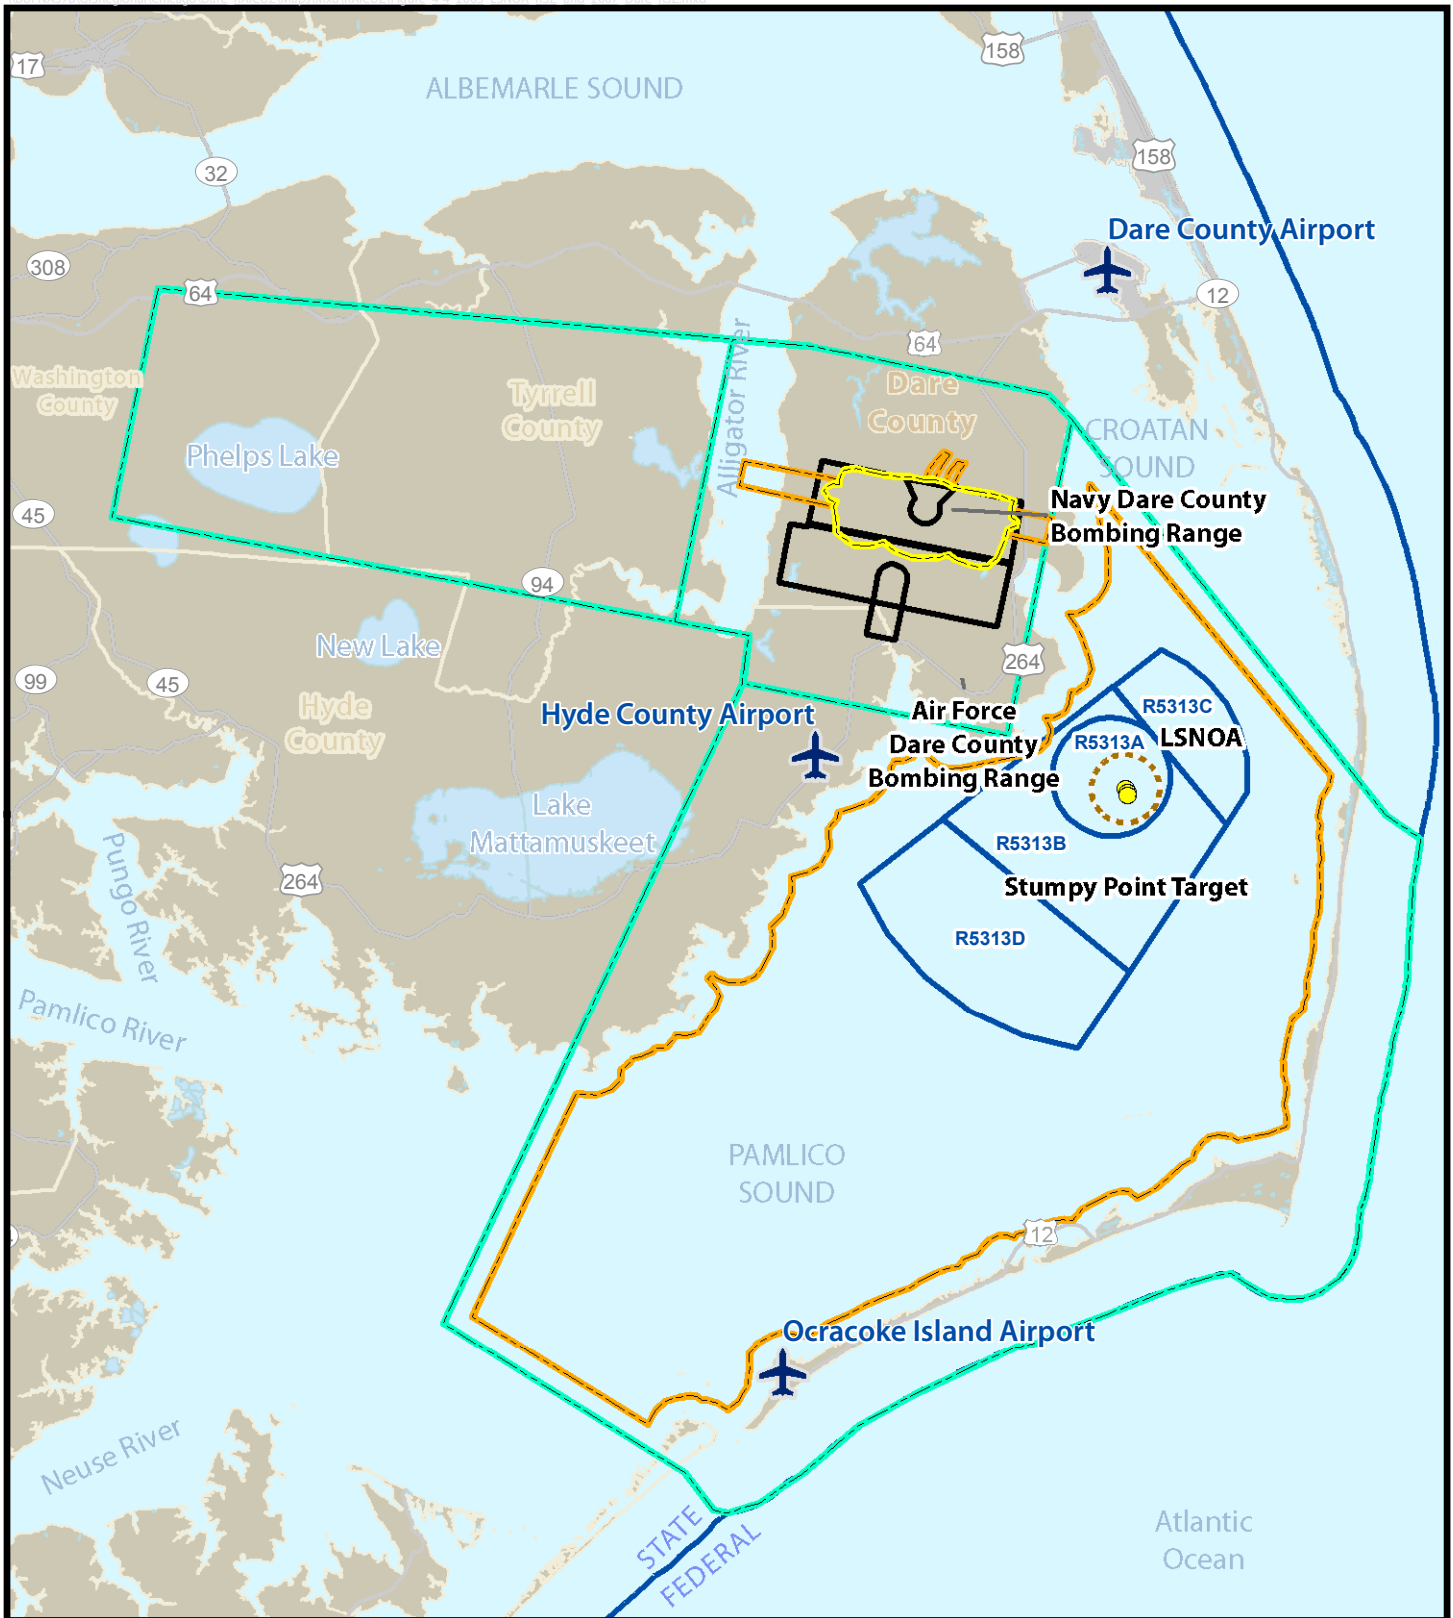 158
17
ALBEMARLE SOUND
158
32
Dare County Airport
308
64
12
64
Washington
County
Tyrrell
County
Alligator River
Dare
County
CROATAN
SOUND
Phelps Lake
Navy Dare County
Bombing Range
45
94
New Lake
264
99
45
Hyde
County
Hyde County Airport
Air Force
Dare County
Bombing Range
R5313C
LSNOA
R5313A
Lake
Mattamuskeet
R5313B
Pungo River
264
Stumpy Point Target
R5313D
Pamlico River
PAMLICO
SOUND
12
Ocracoke Island Airport
Neuse River
STATE
FEDERAL
Atlantic
Ocean